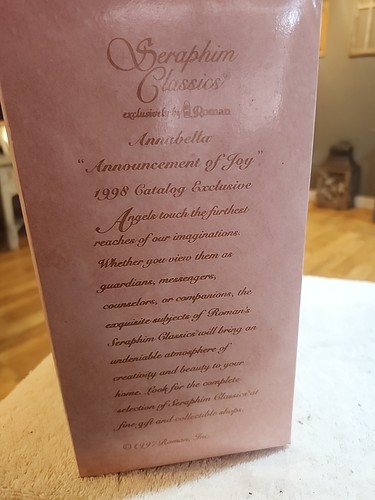 Seraphim
Classics®
exclusively by Roman
Annabella
"Announcement of Joy"
1998 Catalog Exclusive
Angels touch the furthest
reaches of our imaginations.
Whether you view them as
guardians, messengers,
counselors, or companions, the
exquisite subjects of Roman's
Seraphim Classics® will bring an
undeniable atmosphere of
creativity and beauty to your
home. Look for the complete
selection of Seraphim Classics® at
fine gift and collectible shops.
Roman, Inc.